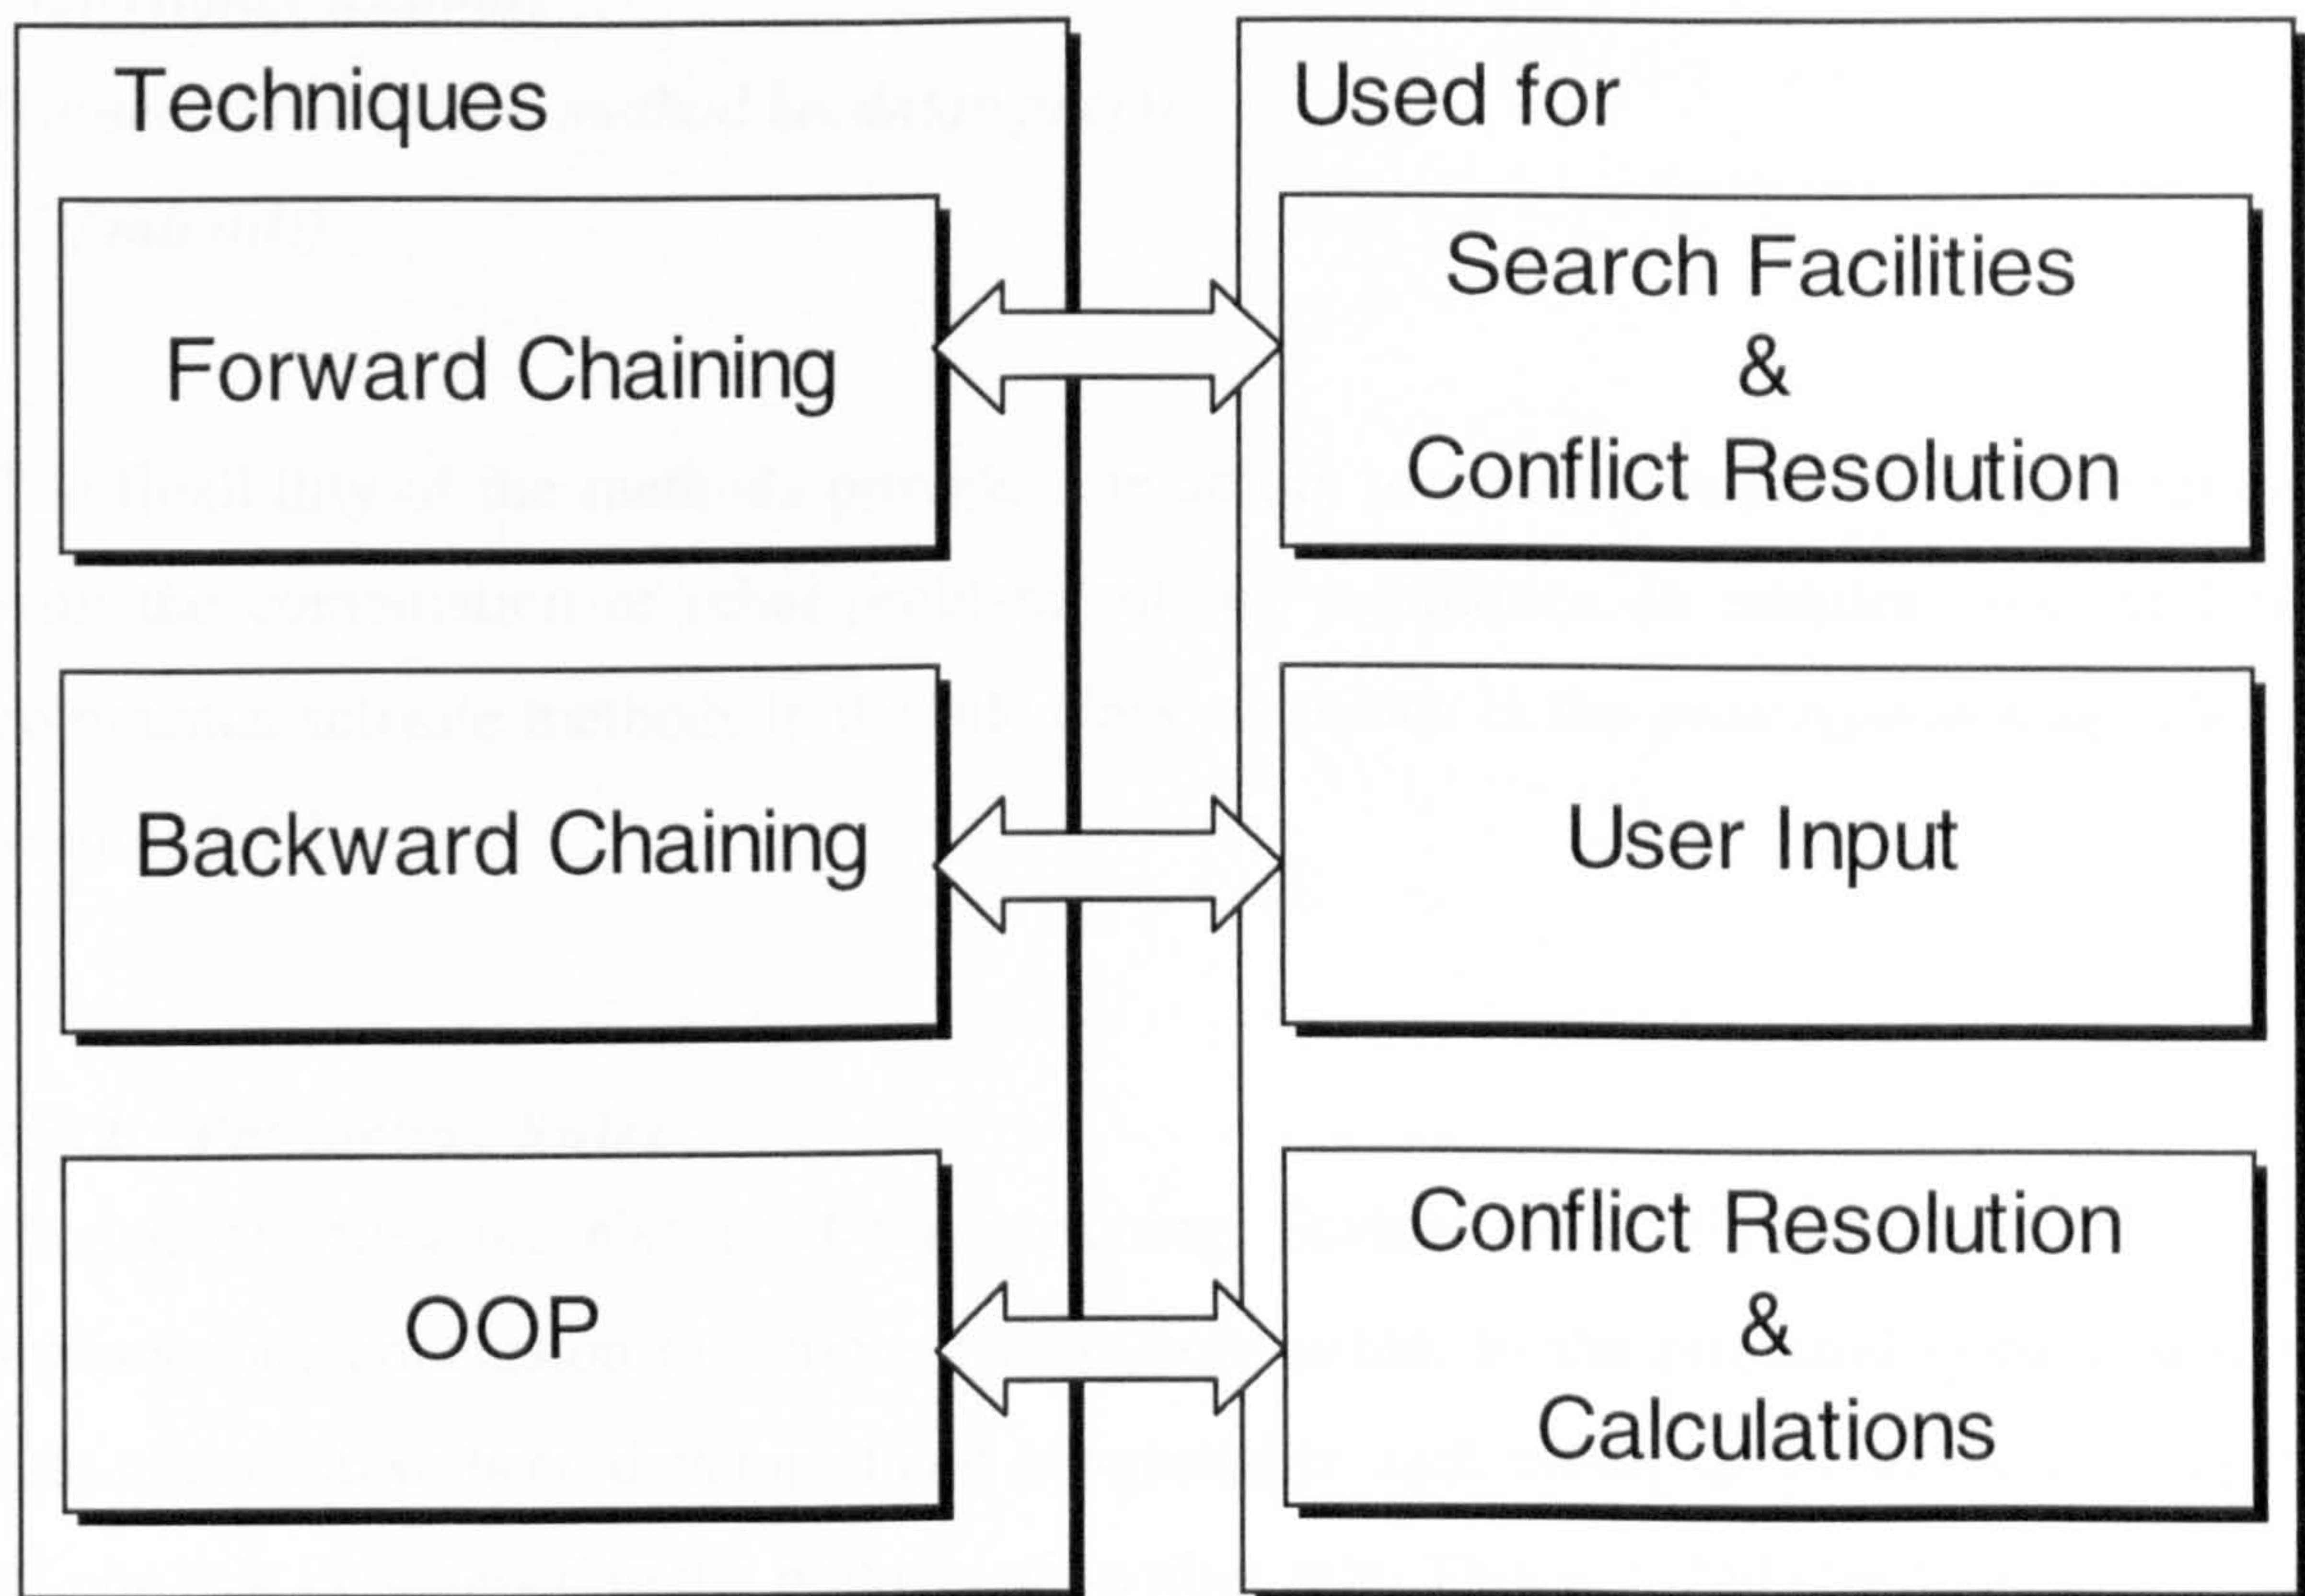 Techniques
Used for
Forward Chaining
Search Facilities
&
Conflict Resolution
Backward Chaining
User Input
OOP
Conflict Resolution
&
Calculations